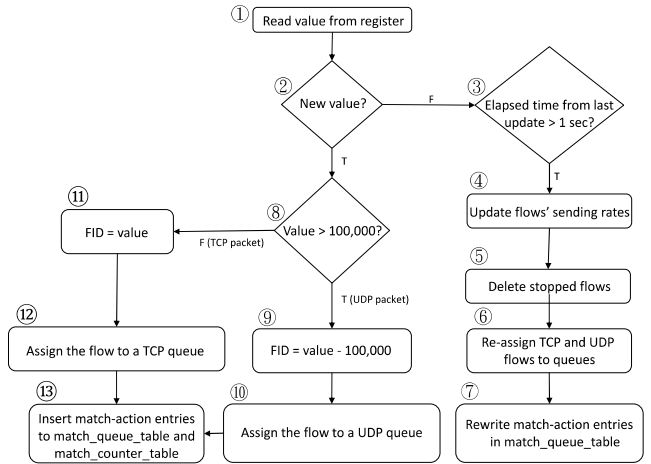 ① Read value from register
② New value?
F
③ Elapsed time from last
update > 1 sec?
T
T
④ Update flows' sending rates
⑤ Delete stopped flows
⑥ Re-assign TCP and UDP
flows to queues
⑦ Rewrite match-action entries
in match_queue_table
⑧ Value > 100,000?
F (TCP packet)
T (UDP packet)
⑨ FID = value - 100,000
⑩ Assign the flow to a UDP queue
⑪ FID = value
⑫ Assign the flow to a TCP queue
⑬ Insert match-action entries
to match_queue_table and
match_counter_table